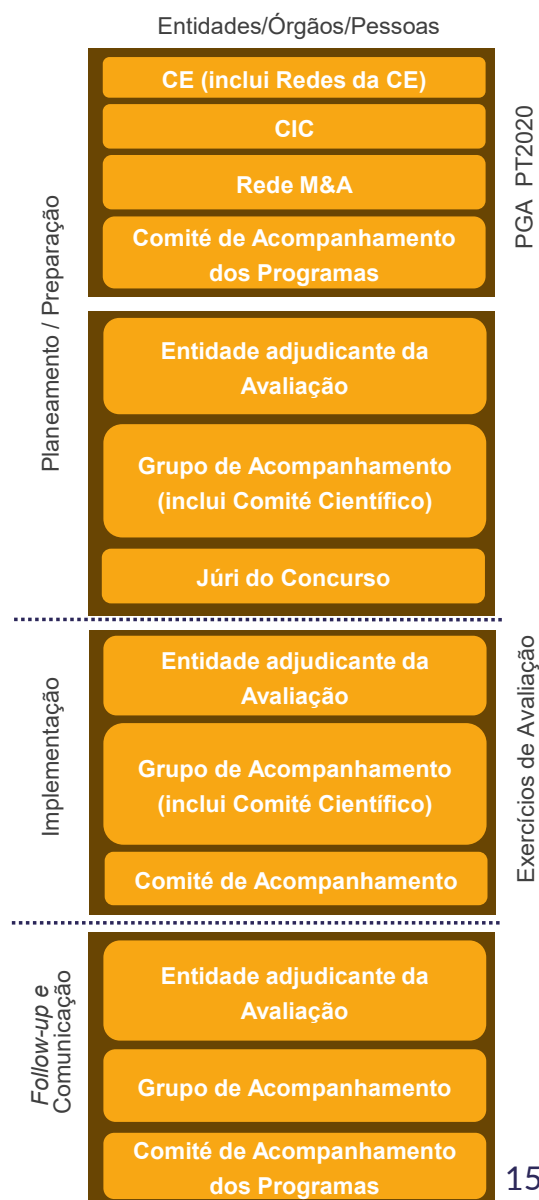 Entidades/Órgãos/Pessoas
Planeamento / Preparação
CE (inclui Redes da CE)
CIC
Rede M&A
Comité de Acompanhamento
dos Programas
PGA PT2020
Entidade adjudicante da
Avaliação
Grupo de Acompanhamento
(inclui Comité Científico)
Júri do Concurso
Implementação
Entidade adjudicante da
Avaliação
Grupo de Acompanhamento
(inclui Comité Científico)
Comité de Acompanhamento
Exercícios de Avaliação
Follow-up e
Comunicação
Entidade adjudicante da
Avaliação
Grupo de Acompanhamento
Comité de Acompanhamento
dos Programas
15